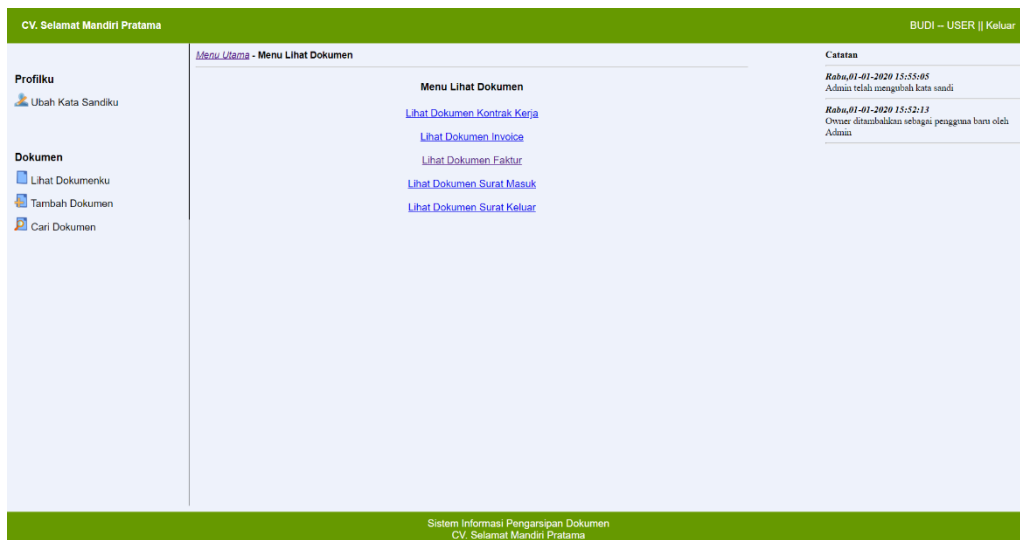 CV. Selamat Mandiri Pratama
BUDI -- USER || Keluar
Profilku
Ubah Kata Sandiku
Dokumen
Lihat Dokumenku
Tambah Dokumen
Cari Dokumen
Menu Utama - Menu Lihat Dokumen
Menu Lihat Dokumen
Lihat Dokumen Kontrak Kerja
Lihat Dokumen Invoice
Lihat Dokumen Faktur
Lihat Dokumen Surat Masuk
Lihat Dokumen Surat Keluar
Catatan
Rabu,01-01-2020 15:55:05
Admin telah mengubah kata sandi
Rabu,01-01-2020 15:52:13
Owner ditambahkan sebagai pengguna baru oleh
Admin
Sistem Informasi Pengarsipan Dokumen
CV. Selamat Mandiri Pratama